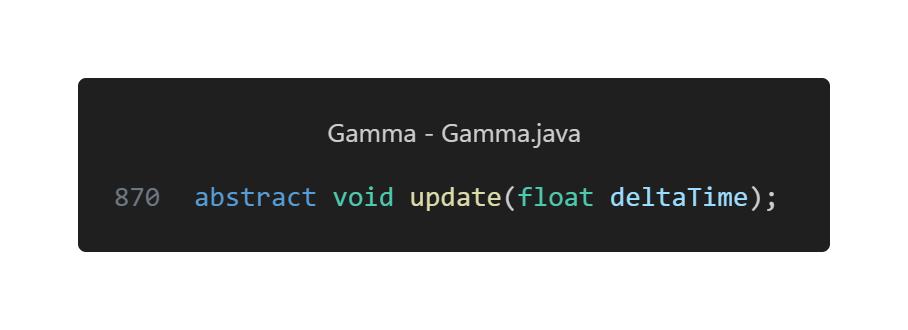 Gamma - Gamma.java
870 abstract void update(float deltaTime);